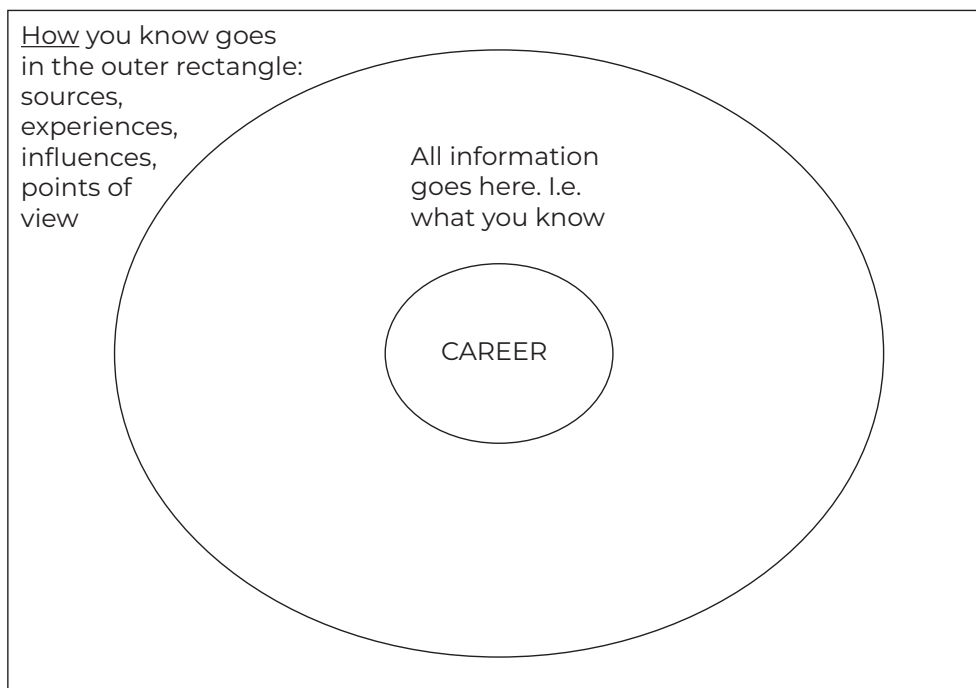 How you know goes
in the outer rectangle:
sources,
experiences,
influences,
points of
view
All information
goes here. I.e.
what you know
CAREER